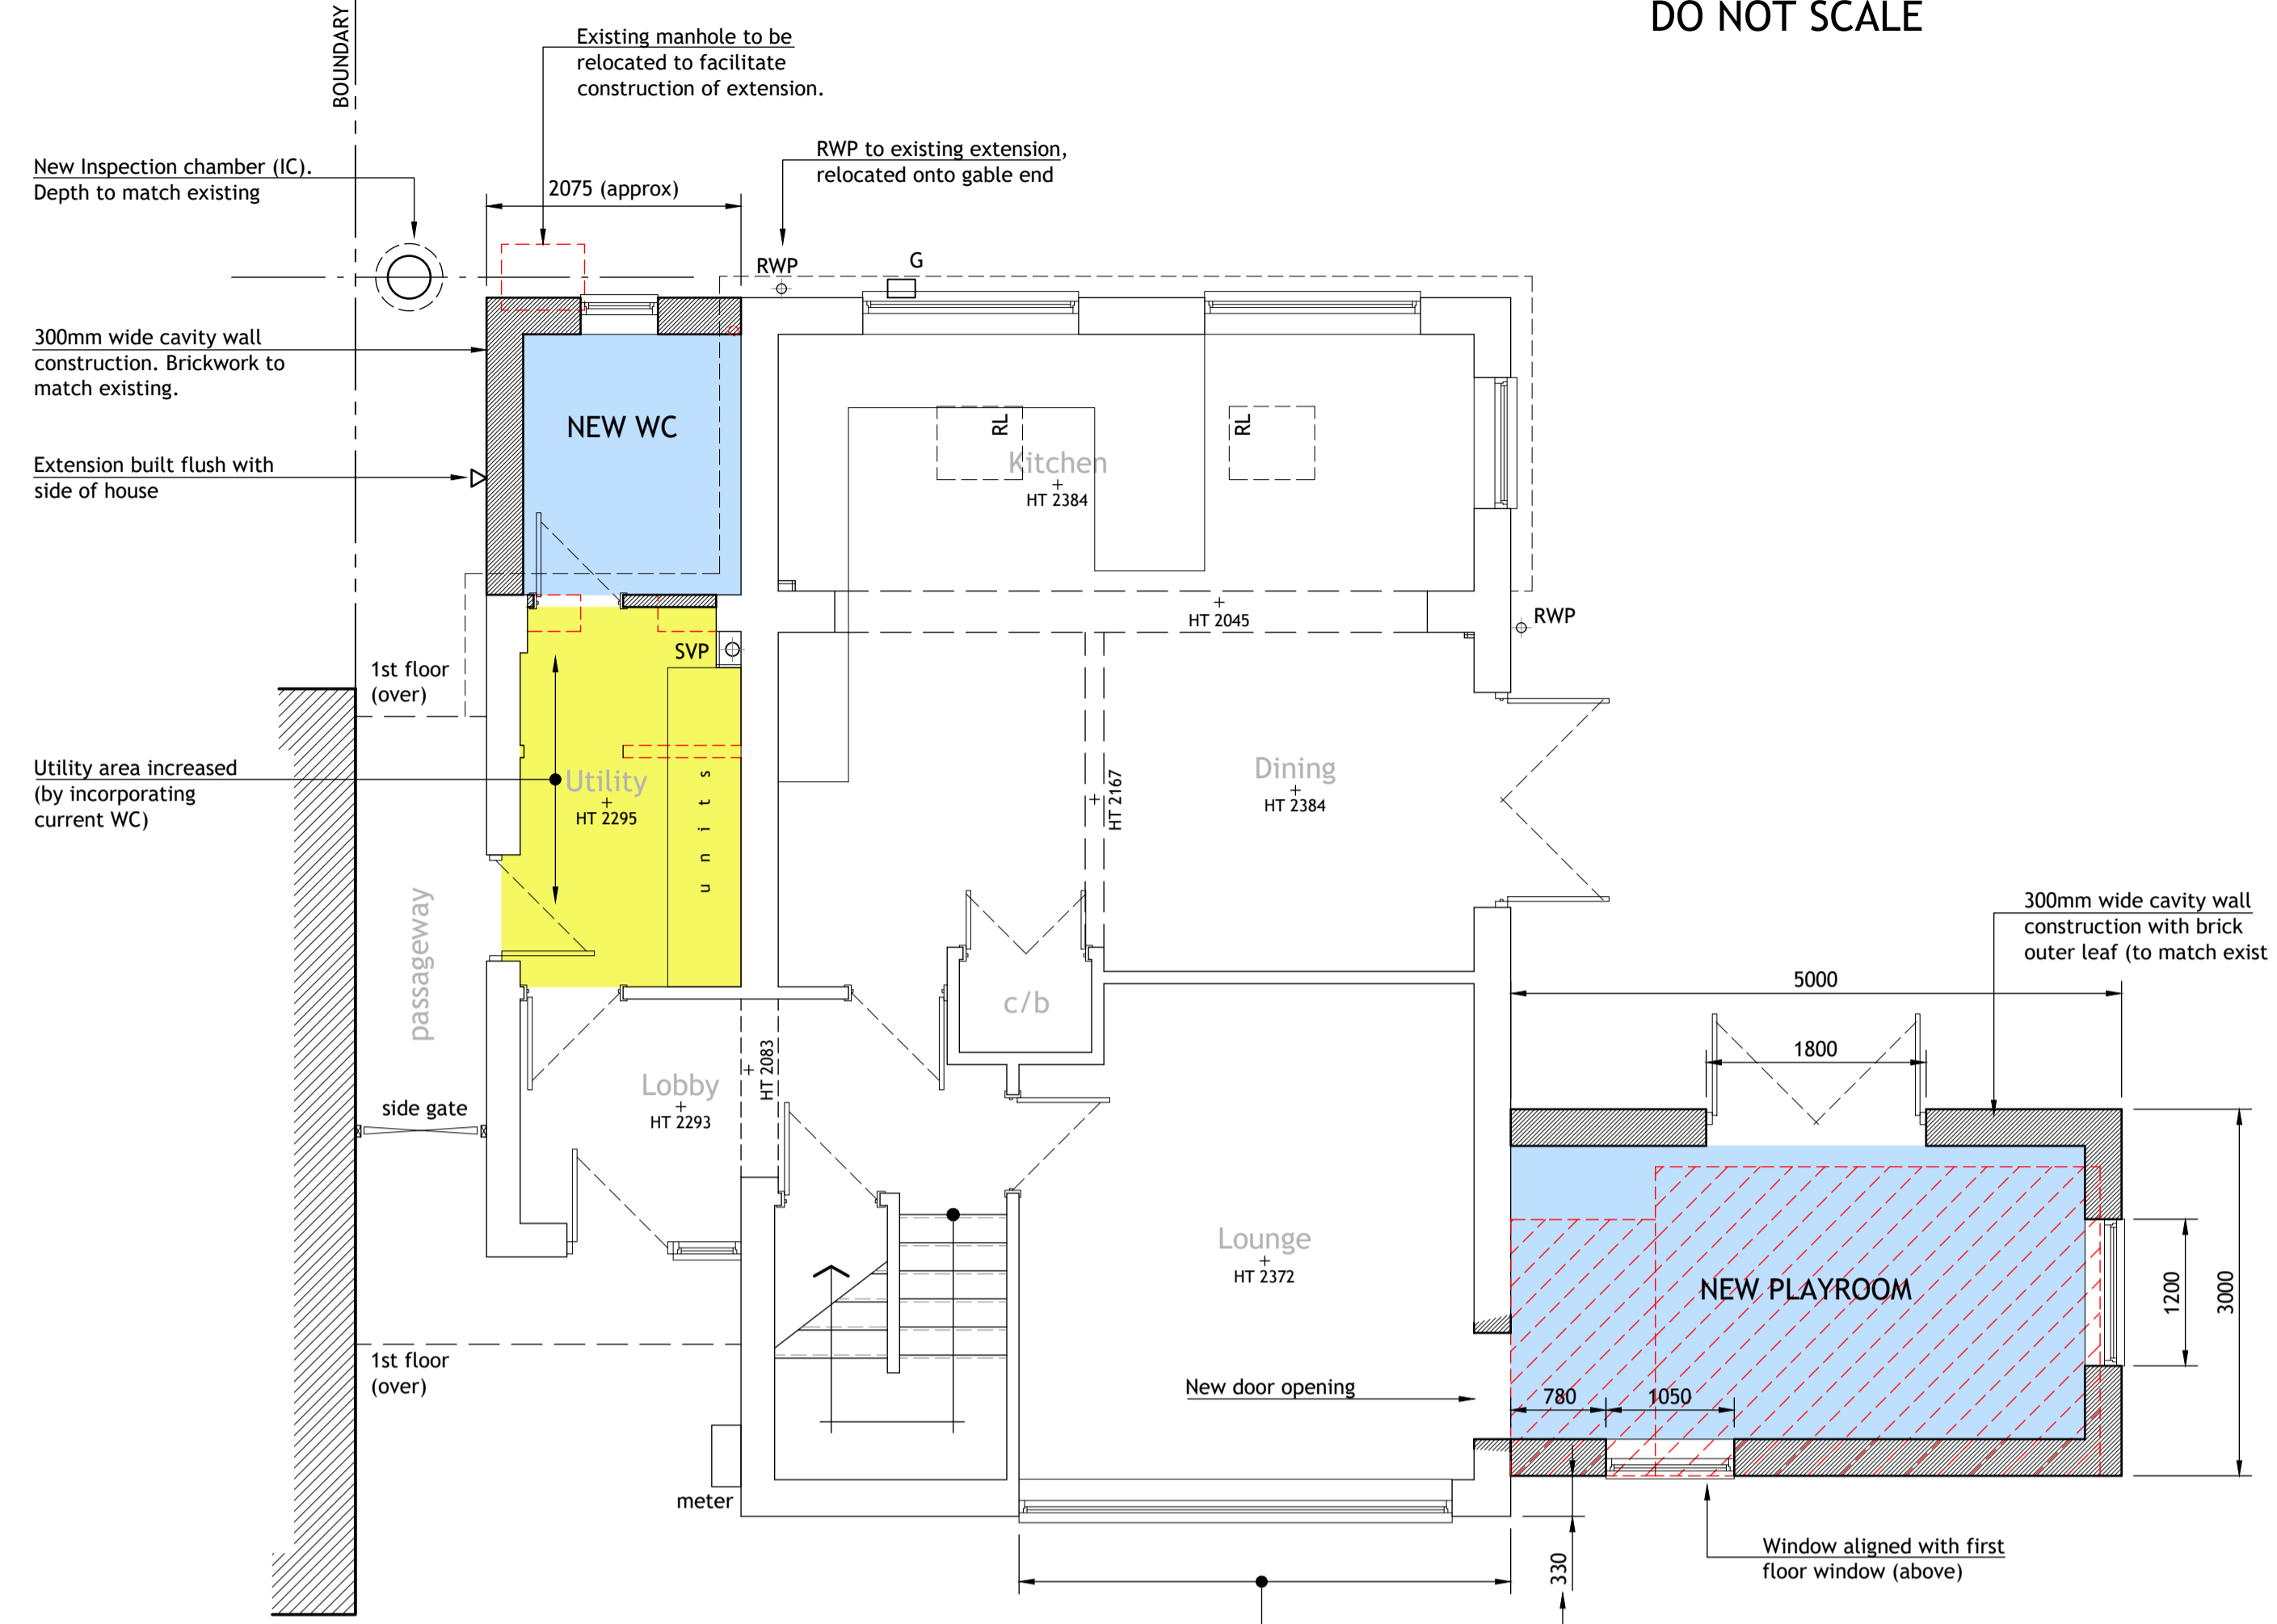 DO NOT SCALE
BOUNDARY
Existing manhole to be
relocated to facilitate
construction of extension.
New Inspection chamber (IC).
Depth to match existing
2075 (approx)
RWP to existing extension,
relocated onto gable end
RWP
G
300mm wide cavity wall
construction. Brickwork to
match existing.
NEW WC
Extension built flush with
side of house
RL
RL
Kitchen
HT 2384
HT 2045
RWP
SVP
1st floor
(over)
Utility area increased
(by incorporating
current WC)
Utility
HT 2295
units
HT 2167
Dining
HT 2384
passageway
300mm wide cavity wall
construction with brick
outer leaf (to match exist
5000
c/b
1800
HT 2083
Lobby
HT 2293
side gate
Lounge
HT 2372
NEW PLAYROOM
1200
3000
1st floor
(over)
New door opening
780
1050
meter
330
Window aligned with first
floor window (above)